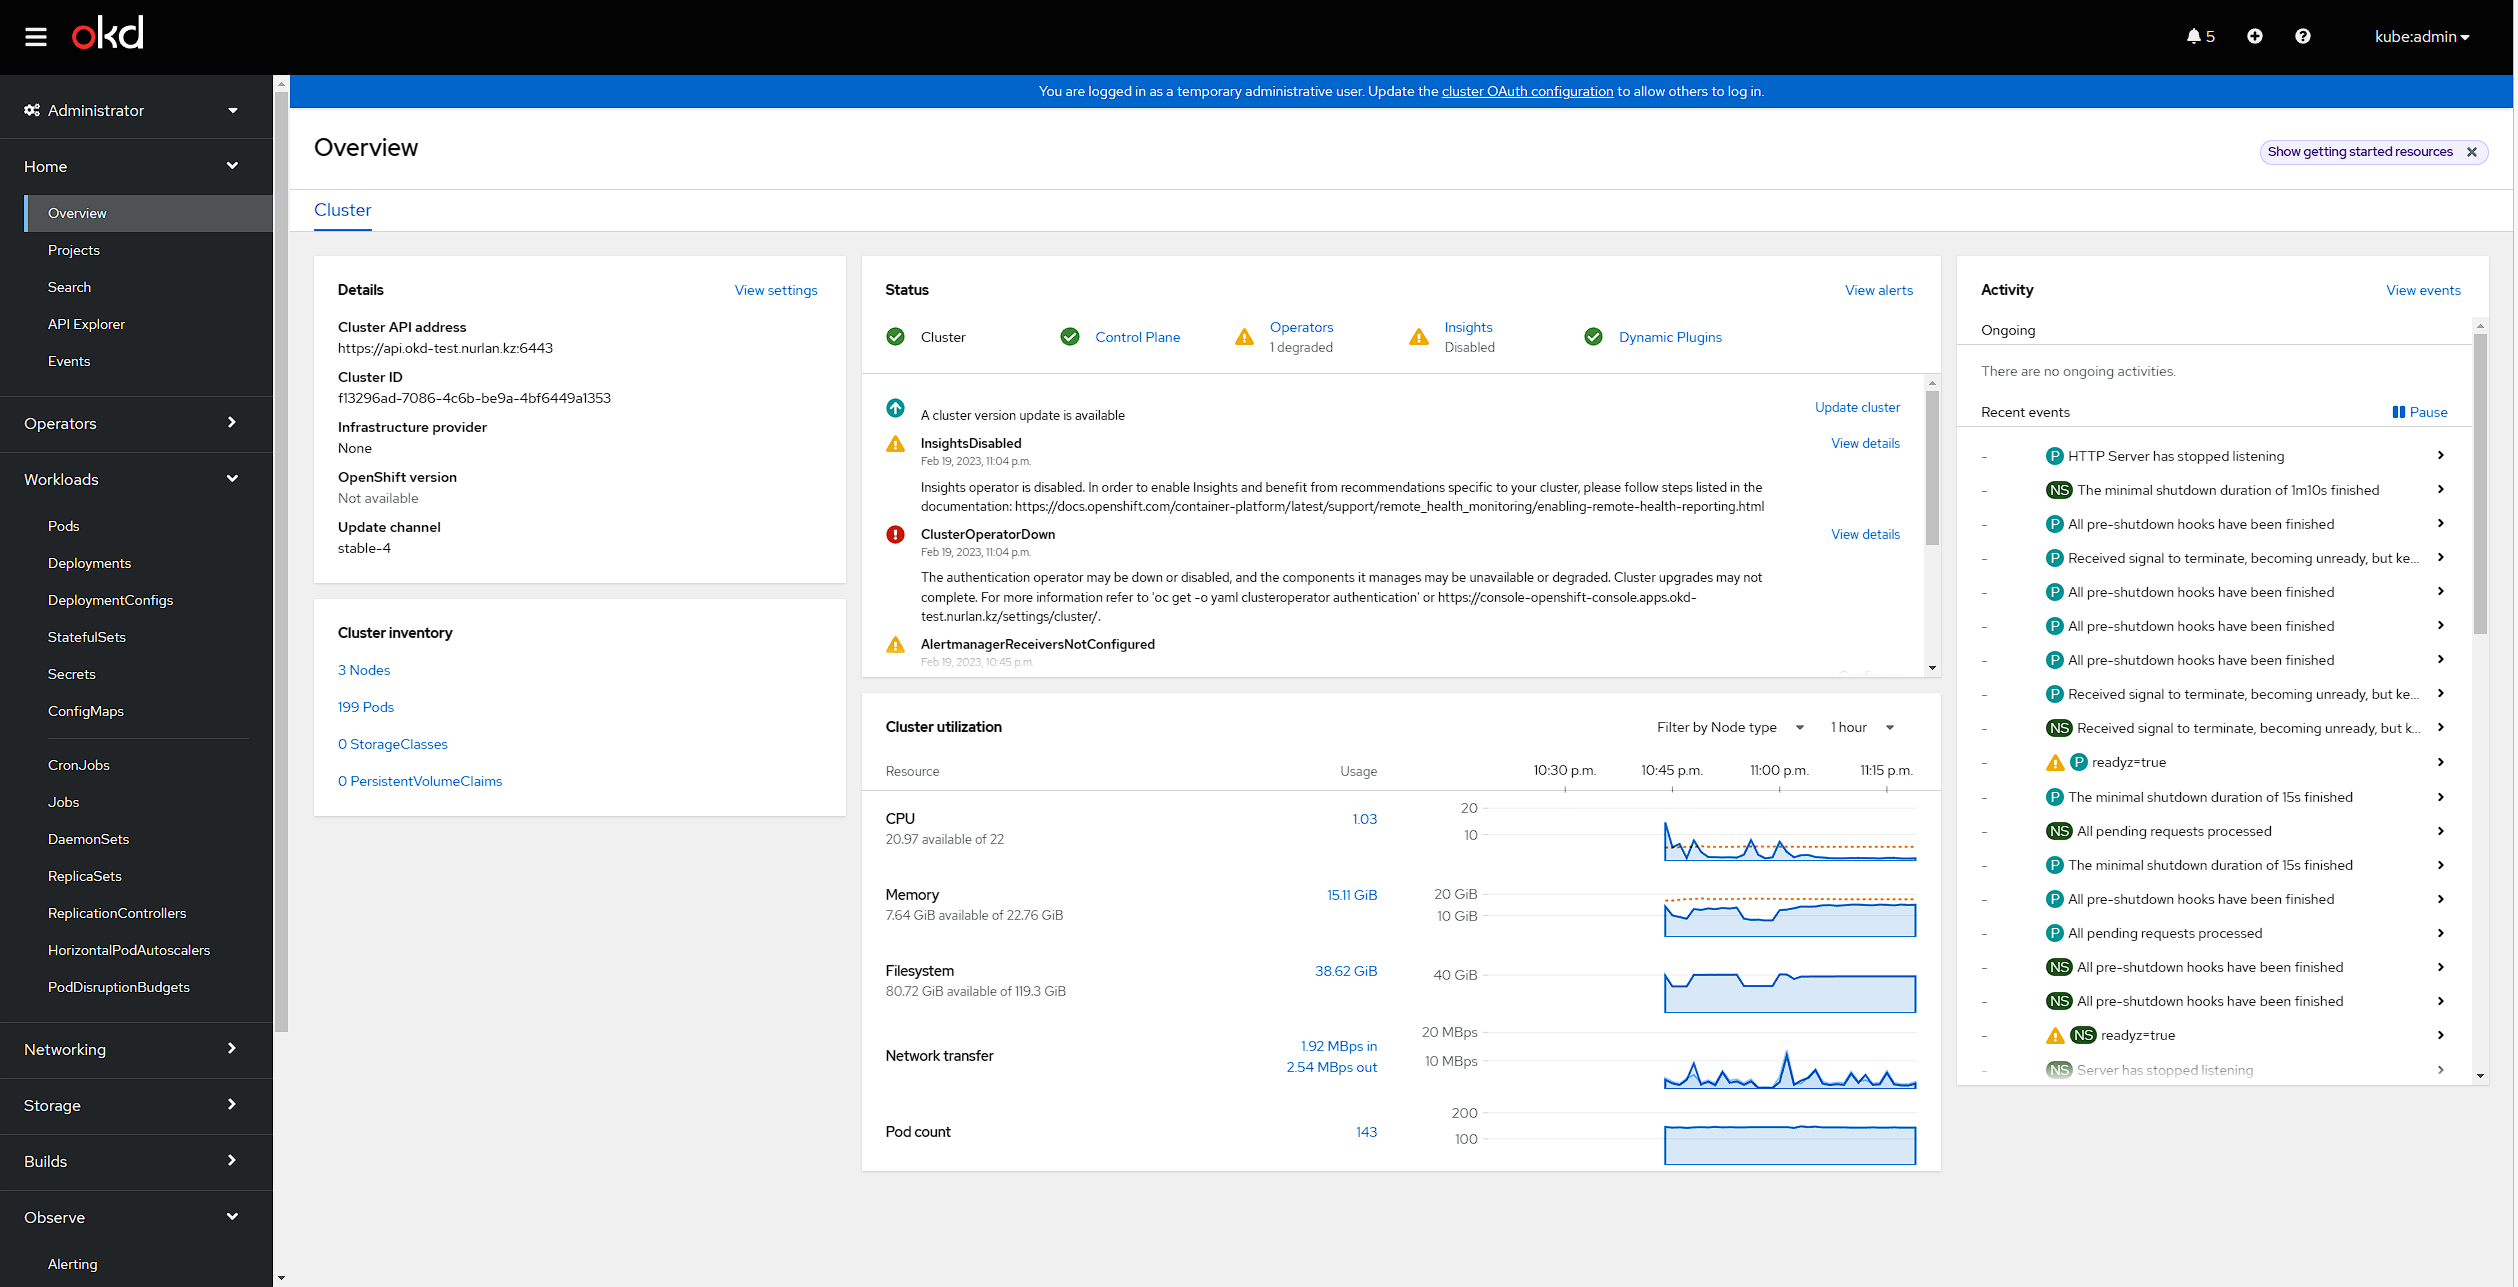 okd
5
kube:admin
You are logged in as a temporary administrative user. Update the cluster OAuth configuration to allow others to log in.
Administrator
Home
Overview
Projects
Search
API Explorer
Events
Operators
Workloads
Pods
Deployments
DeploymentConfigs
StatefulSets
Secrets
ConfigMaps
CronJobs
Jobs
DaemonSets
ReplicaSets
ReplicationControllers
HorizontalPodAutoscalers
PodDisruptionBudgets
Networking
Storage
Builds
Observe
Alerting
Overview
Show getting started resources
Cluster
Details
View settings
Cluster API address
https://api.okd-test.nurlan.kz:6443
Cluster ID
f13296ad-7086-4c6b-be9a-4bf6449a1353
Infrastructure provider
None
OpenShift version
Not available
Update channel
stable-4
Cluster inventory
3 Nodes
199 Pods
0 StorageClasses
0 PersistentVolumeClaims
Status
View alerts
Cluster
Control Plane
Operators
1 degraded
Insights
Disabled
Dynamic Plugins
A cluster version update is available
Update cluster
InsightsDisabled
View details
Feb 19, 2023, 11:04 p.m.
Insights operator is disabled. In order to enable Insights and benefit from recommendations specific to your cluster, please follow steps listed in the
documentation: https://docs.openshift.com/container-platform/latest/support/remote_health_monitoring/enabling-remote-health-reporting.html
ClusterOperatorDown
View details
Feb 19, 2023, 11:04 p.m.
The authentication operator may be down or disabled, and the components it manages may be unavailable or degraded. Cluster upgrades may not
complete. For more information refer to 'oc get -o yaml clusteroperator authentication' or https://console-openshift-console.apps.okd-
test.nurlan.kz/settings/cluster/.
AlertmanagerReceiversNotConfigured
Feb 19, 2023, 10:45 p.m.
Cluster utilization
Filter by Node type
1 hour
Resource
Usage
10:30 p.m.
10:45 p.m.
11:00 p.m.
11:15 p.m.
CPU
20.97 available of 22
1.03
20
10
Memory
7.64 GiB available of 22.76 GiB
15.11 GiB
20 GiB
10 GiB
Filesystem
80.72 GiB available of 119.3 GiB
38.62 GiB
40 GiB
Network transfer
1.92 MBps in
2.54 MBps out
20 MBps
10 MBps
Pod count
143
200
100
Activity
View events
Ongoing
There are no ongoing activities.
Recent events
Pause
- P HTTP Server has stopped listening
- NS The minimal shutdown duration of 1m10s finished
- P All pre-shutdown hooks have been finished
- P Received signal to terminate, becoming unready, but ke...
- P All pre-shutdown hooks have been finished
- P All pre-shutdown hooks have been finished
- P All pre-shutdown hooks have been finished
- P Received signal to terminate, becoming unready, but ke...
- NS Received signal to terminate, becoming unready, but k...
- P readyz=true
- P The minimal shutdown duration of 15s finished
- NS All pending requests processed
- P The minimal shutdown duration of 15s finished
- P All pre-shutdown hooks have been finished
- P All pending requests processed
- NS All pre-shutdown hooks have been finished
- NS All pre-shutdown hooks have been finished
- NS readyz=true
- NS Server has stopped listening